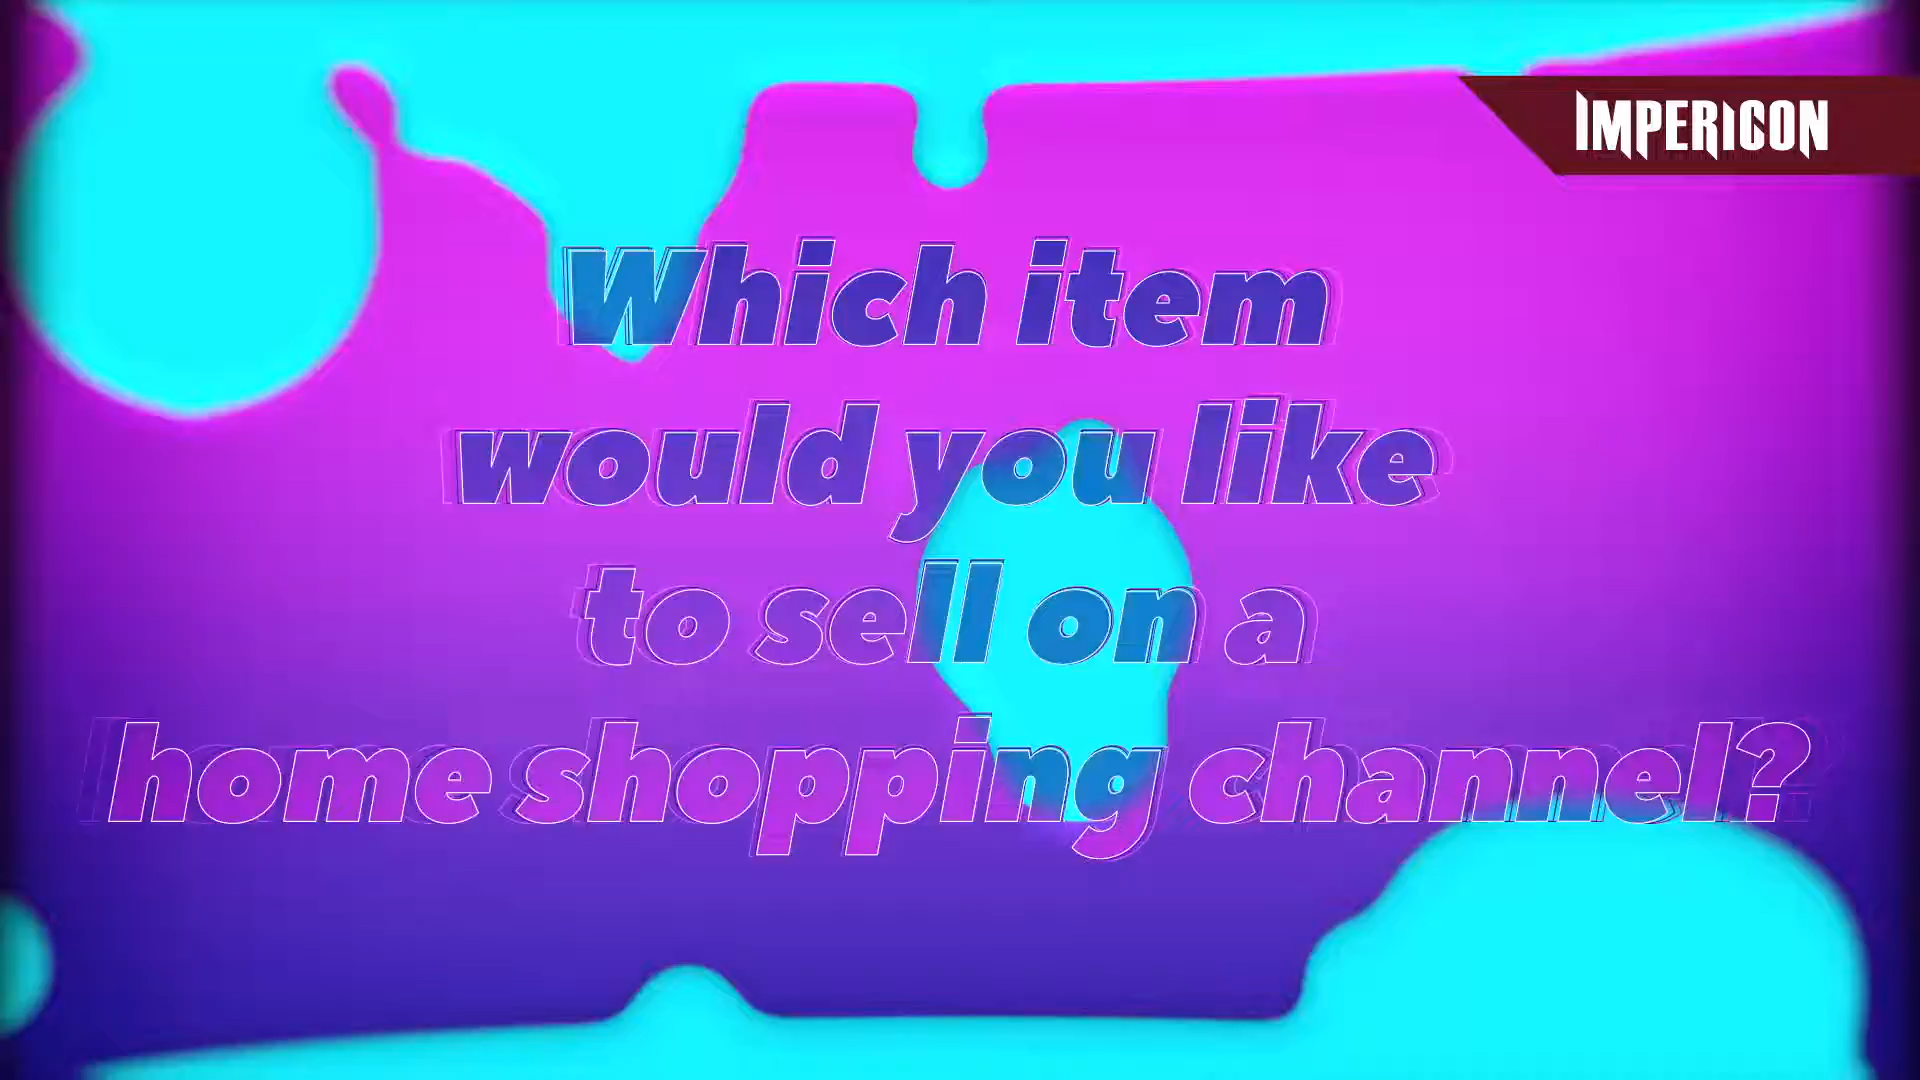 IMPERICON
Which item
would you like
to sell on a
home shopping channel?